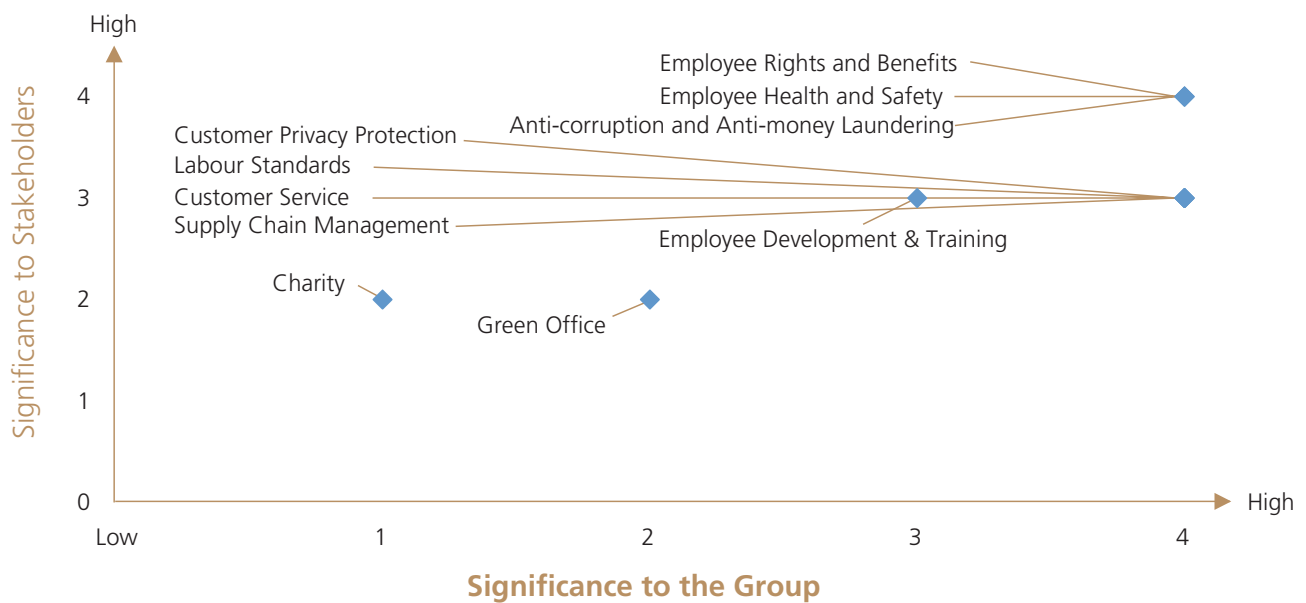 High
Significance to Stakeholders
4
3
2
1
0
Employee Rights and Benefits
Employee Health and Safety
Anti-corruption and Anti-money Laundering
Customer Privacy Protection
Labour Standards
Customer Service
Supply Chain Management
Employee Development & Training
Charity
Green Office
High
Low 1 2 3 4
Significance to the Group